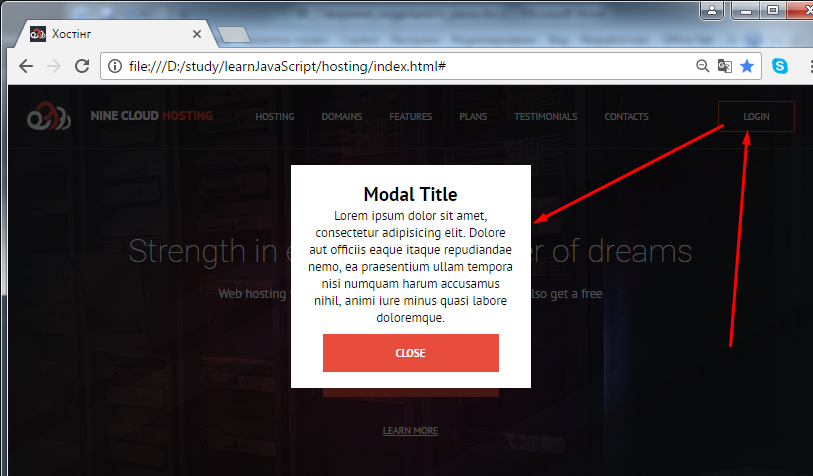 Хостінг
file:///D:/study/learnJavaScript/hosting/index.html#
NINE CLOUD HOSTING
HOSTING
DOMAINS
FEATURES
PLANS
TESTIMONIALS
CONTACTS
LOGIN
Modal Title
Lorem ipsum dolor sit amet,
consectetur adipisicing elit. Dolore
aut officiis eaque itaque repudiandae
nemo, ea praesentium ullam tempora
nisi numquam harum accusamus
nihil, animi iure minus quasi labore
doloremque.
CLOSE
Strength in e er of dreams
Web hosting lso get a free
LEARN MORE